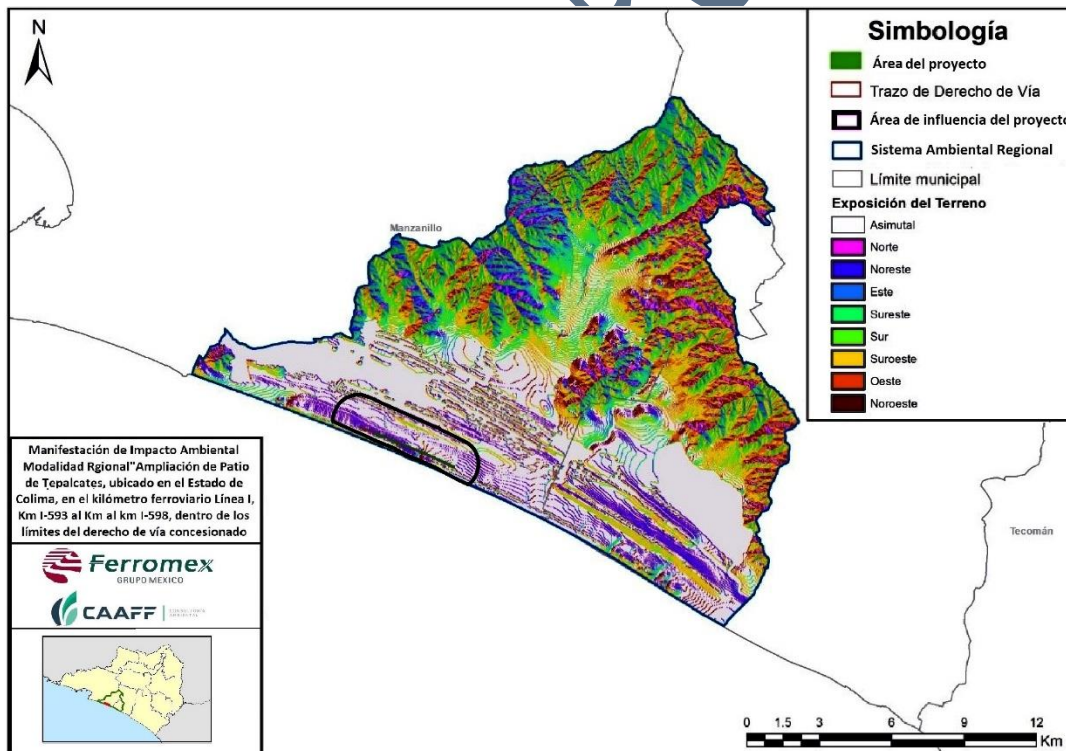 N
Manzanillo
Tecomán
Simbología
Área del proyecto
Trazo de Derecho de Vía
Área de influencia del proyecto
Sistema Ambiental Regional
Límite municipal
Exposición del Terreno
Asimutal
Norte
Noreste
Este
Sureste
Sur
Suroeste
Oeste
Noroeste
Manifestación de Impacto Ambiental
Modalidad Rgional"Ampliación de Patio
de Tepalcates, ubicado en el Estado de
Colima, en el kilómetro ferroviario Línea I,
Km I-593 al Km al km I-598, dentro de los
límites del derecho de vía concesionado
Ferromex
GRUPO MEXICO
CAAFF
0 1.5 3 6 9 12
Km